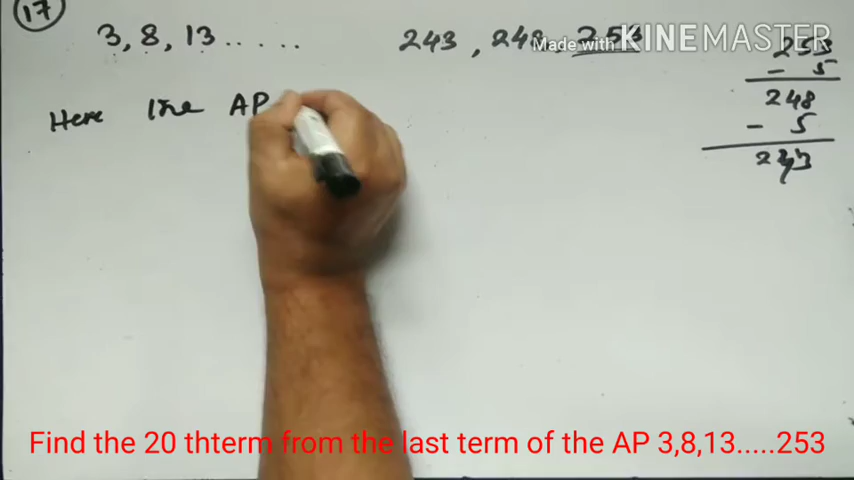 17
3, 8, 13.....
243, 248, 253
Made with KINEMASTER
253
- 5
248
- 5
243
Here the AP
Find the 20 thterm from the last term of the AP 3,8,13.....253